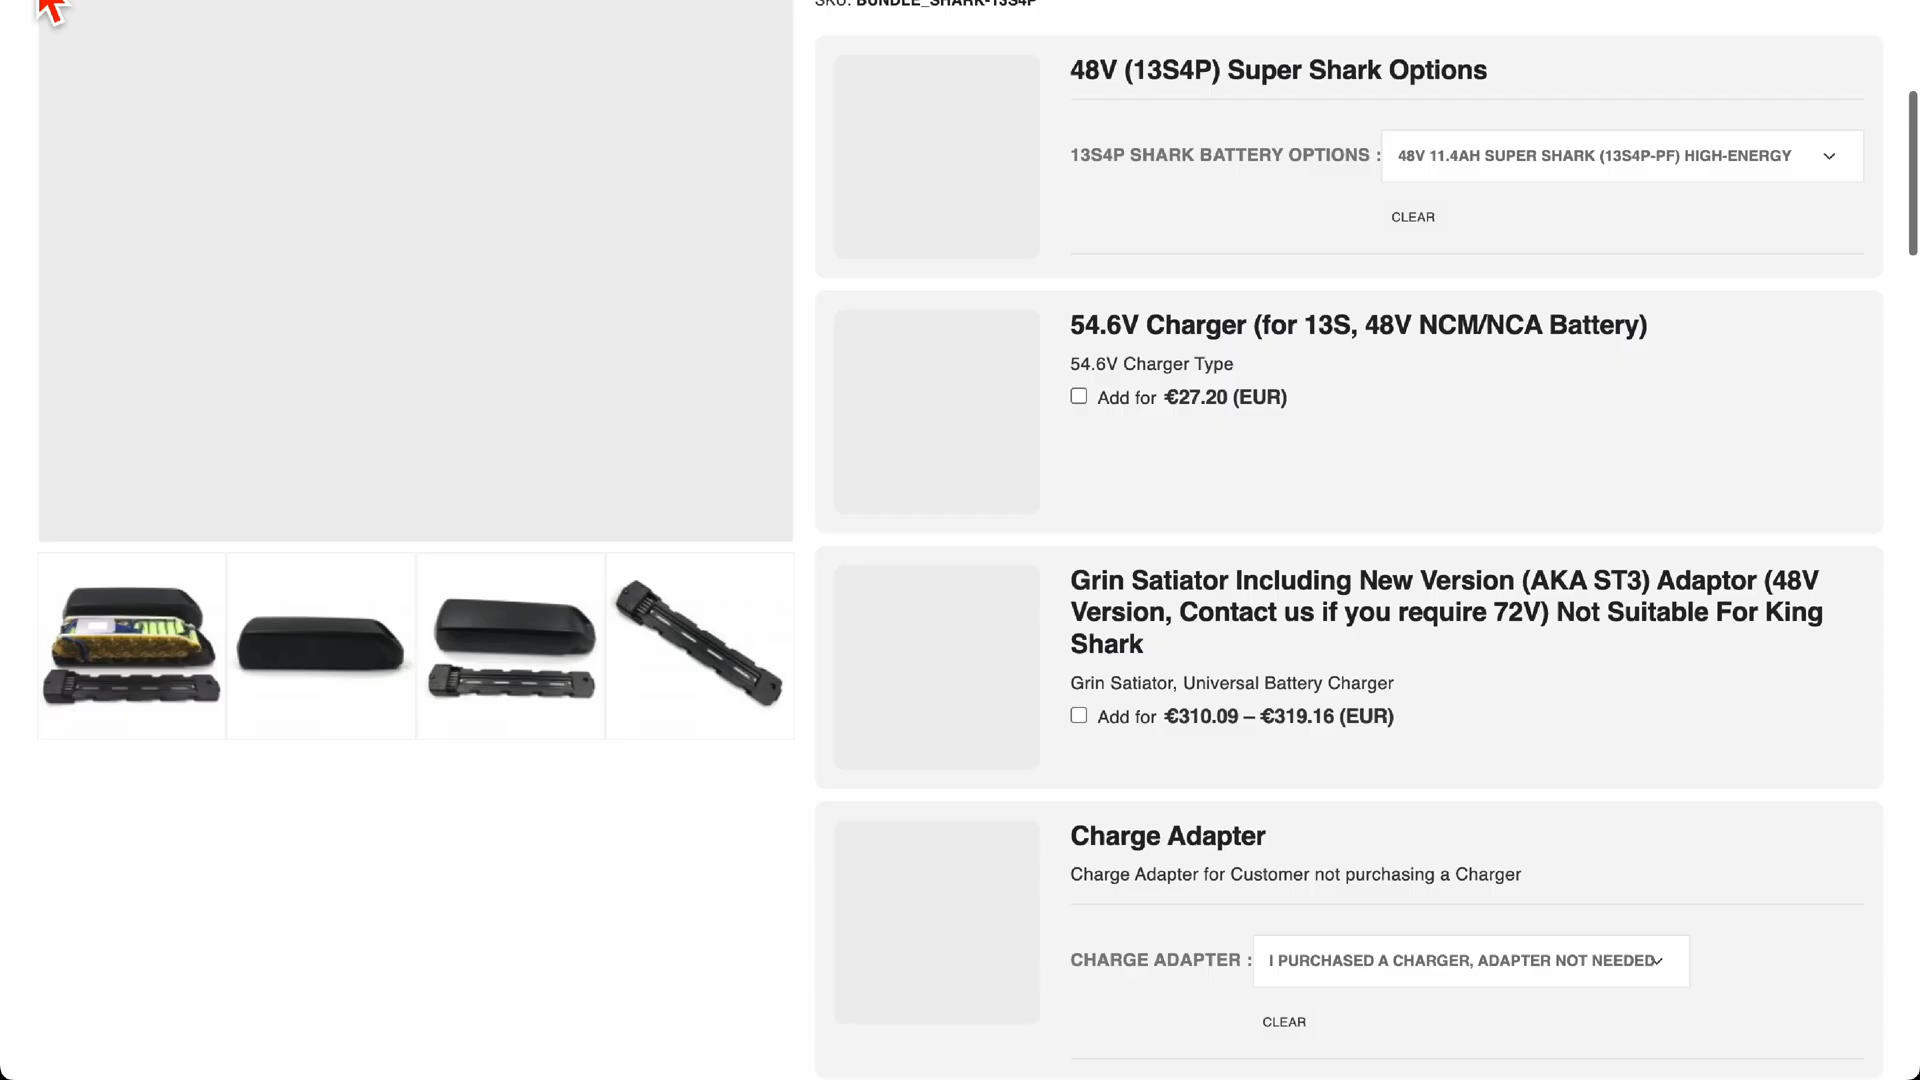 SKU: BUNDLE_SHARK-13S4P
48V (13S4P) Super Shark Options
13S4P SHARK BATTERY OPTIONS :
48V 11.4AH SUPER SHARK (13S4P-PF) HIGH-ENERGY
CLEAR
54.6V Charger (for 13S, 48V NCM/NCA Battery)
54.6V Charger Type
Add for €27.20 (EUR)
Grin Satiator Including New Version (AKA ST3) Adaptor (48V
Version, Contact us if you require 72V) Not Suitable For King
Shark
Grin Satiator, Universal Battery Charger
Add for €310.09 – €319.16 (EUR)
Charge Adapter
Charge Adapter for Customer not purchasing a Charger
CHARGE ADAPTER :
I PURCHASED A CHARGER, ADAPTER NOT NEEDED
CLEAR